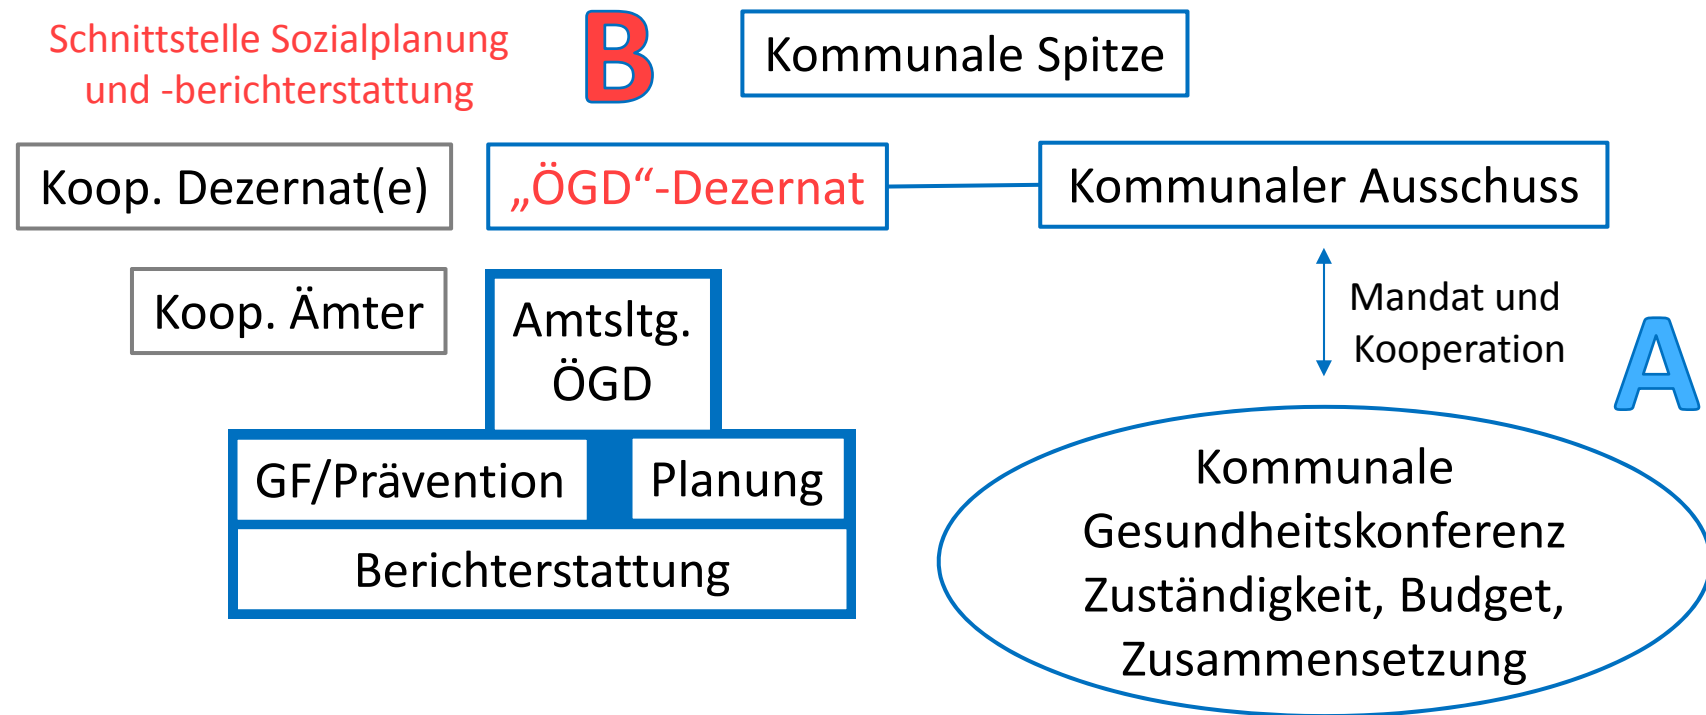 Schnittstelle Sozialplanung
und -berichterstattung
B
Kommunale Spitze
Koop. Dezernat(e)
„ÖGD“-Dezernat
Kommunaler Ausschuss
Koop. Ämter
Amtsltg.
ÖGD
Mandat und
Kooperation
A
GF/Prävention
Planung
Berichterstattung
Kommunale
Gesundheitskonferenz
Zuständigkeit, Budget,
Zusammensetzung